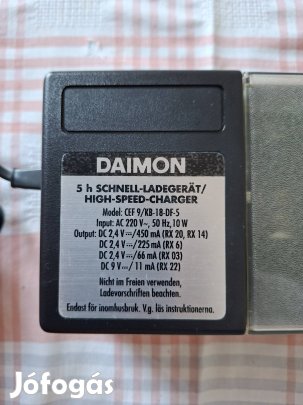 DAIMON
5 h SCHNELL-LADEGERÄT/
HIGH-SPEED-CHARGER
Model: CEF 9/KB-18-DF-S
Input: AC 220 V~, 50 Hz, 10 W
Output: DC 2,4 V⎓/450 mA (RX 20, RX 14)
DC 2,4 V⎓/225 mA (RX 6)
DC 2,4 V⎓/66 mA (RX 03)
DC 9 V⎓/ 11 mA (RX 22)
Nicht im Freien verwenden,
Ladevorschriften beachten.
Endast för inomhusbruk. V.g. läs instruktionerna.
Jófogás